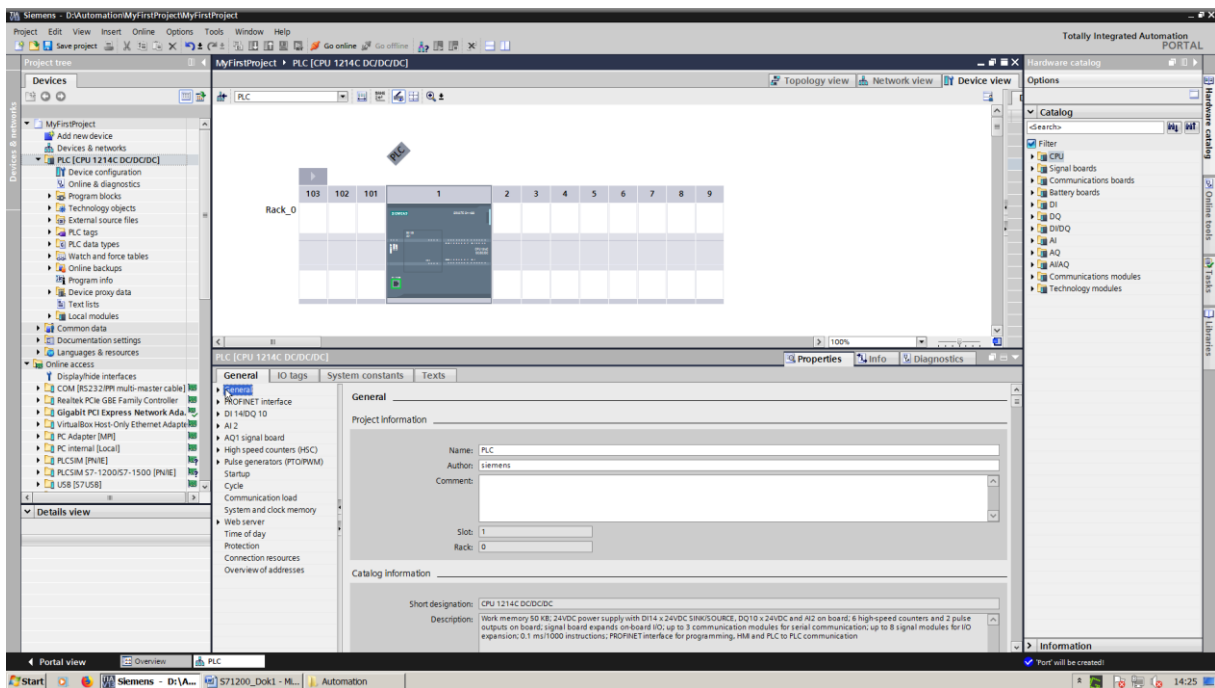 Siemens - D:\Automation\MyFirstProject\MyFirstProject
Project Edit View Insert Online Options Tools Window Help
Save project Go online Go offline
Totally Integrated Automation
PORTAL
Project tree
Devices
Devices & networks
MyFirstProject
Add new device
Devices & networks
PLC [CPU 1214C DC/DC/DC]
Device configuration
Online & diagnostics
Program blocks
Technology objects
External source files
PLC tags
PLC data types
Watch and force tables
Online backups
Program info
Device proxy data
Text lists
Local modules
Common data
Documentation settings
Languages & resources
Online access
Display/hide interfaces
COM [RS232/PPI multi-master cable]
Realtek PCIe GBE Family Controller
Gigabit PCI Express Network Ada.
VirtualBox Host-Only Ethernet Adapte
PC Adapter [MPI]
PC internal [Local]
PLCSIM [PN/IE]
PLCSIM S7-1200/S7-1500 [PN/IE]
USB [S7USB]
Details view
MyFirstProject PLC [CPU 1214C DC/DC/DC]
Topology view Network view Device view
PLC
PLC
103 102 101 1 2 3 4 5 6 7 8 9
Rack_0
100%
PLC [CPU 1214C DC/DC/DC]
Properties Info Diagnostics
General IO tags System constants Texts
General
PROFINET interface
DI 14/DQ 10
AI 2
AQ1 signal board
High speed counters (HSC)
Pulse generators (PTO/PWM)
Startup
Cycle
Communication load
System and clock memory
Web server
Time of day
Protection
Connection resources
Overview of addresses
General
Project information
Name: PLC
Author: siemens
Comment:
Slot: 1
Rack: 0
Catalog information
Short designation: CPU 1214C DC/DC/DC
Description: Work memory 50 KB; 24VDC power supply with DI14 x 24VDC SINK/SOURCE, DQ10 x 24VDC and AI2 on board; 6 high-speed counters and 2 pulse
outputs on board; signal board expands on-board I/O; up to 3 communication modules for serial communication; up to 8 signal modules for I/O
expansion; 0.1 ms/1000 instructions; PROFINET interface for programming, HMI and PLC to PLC communication
Hardware catalog
Options
Catalog
<Search>
Filter
CPU
Signal boards
Communications boards
Battery boards
DI
DQ
DI/DQ
AI
AQ
AI/AQ
Communications modules
Technology modules
Information
Hardware catalog
Online tools
Tasks
Libraries
Portal view Overview PLC
'Port' will be created!
Start Siemens - D:\A... S71200_Dok1 - Mi... Automation 14:25